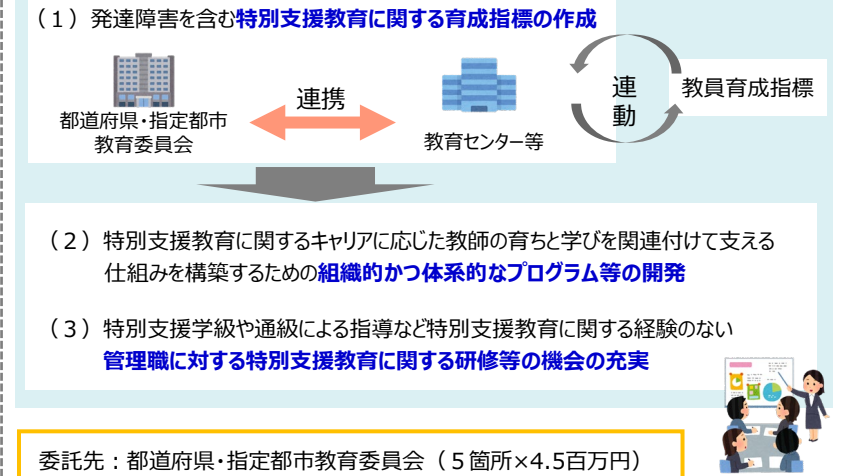 （１）発達障害を含む特別支援教育に関する育成指標の作成
都道府県・指定都市
教育委員会
連携
教育センター等
連
動
教員育成指標
（２）特別支援教育に関するキャリアに応じた教師の育ちと学びを関連付けて支える
仕組みを構築するための組織的かつ体系的なプログラム等の開発
（３）特別支援学級や通級による指導など特別支援教育に関する経験のない
管理職に対する特別支援教育に関する研修等の機会の充実
委託先：都道府県・指定都市教育委員会（５箇所×4.5百万円）